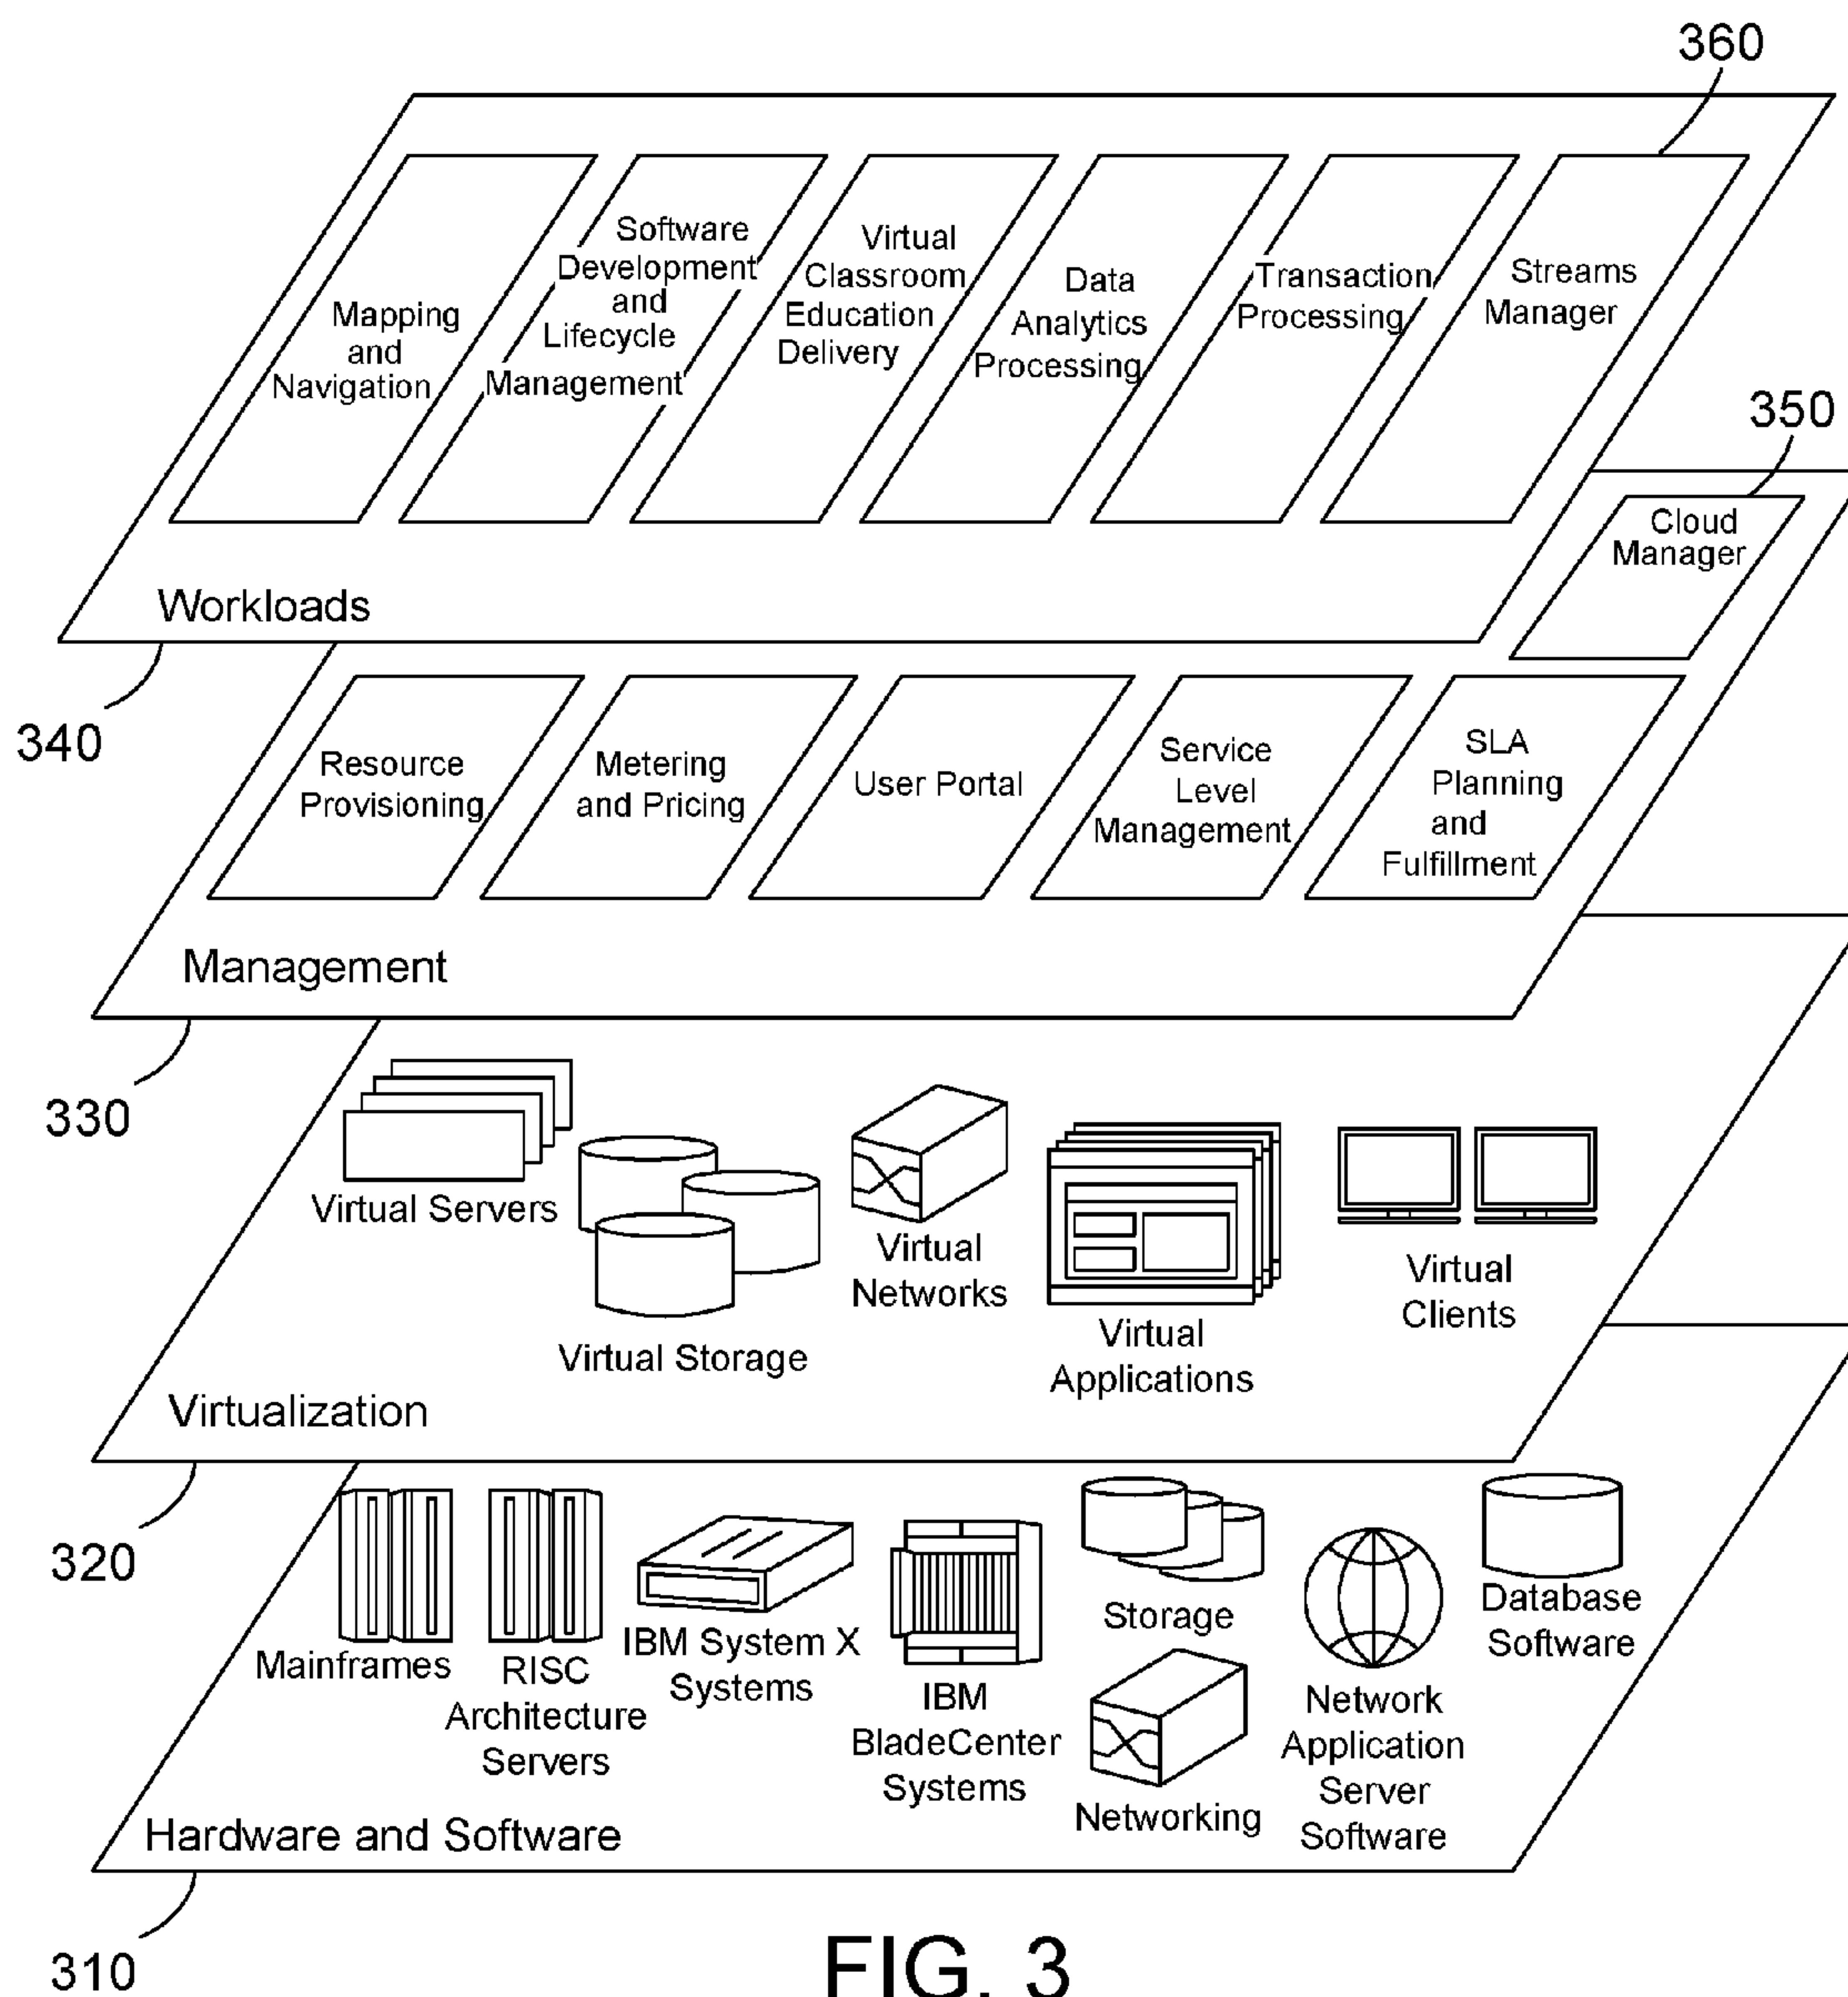 360
Mapping
and
Navigation
Software
Development
and
Lifecycle
Management
Virtual
Classroom
Education
Delivery
Data
Analytics
Processing
Transaction
Processing
Streams
Manager
350
Cloud
Manager
Workloads
340
Resource
Provisioning
Metering
and Pricing
User Portal
Service
Level
Management
SLA
Planning
and
Fulfillment
Management
330
Virtual Servers
Virtual Storage
Virtual
Networks
Virtual
Applications
Virtual
Clients
Virtualization
320
Mainframes
RISC
Architecture
Servers
IBM System X
Systems
IBM
BladeCenter
Systems
Storage
Networking
Network
Application
Server
Software
Database
Software
Hardware and Software
310
FIG. 3